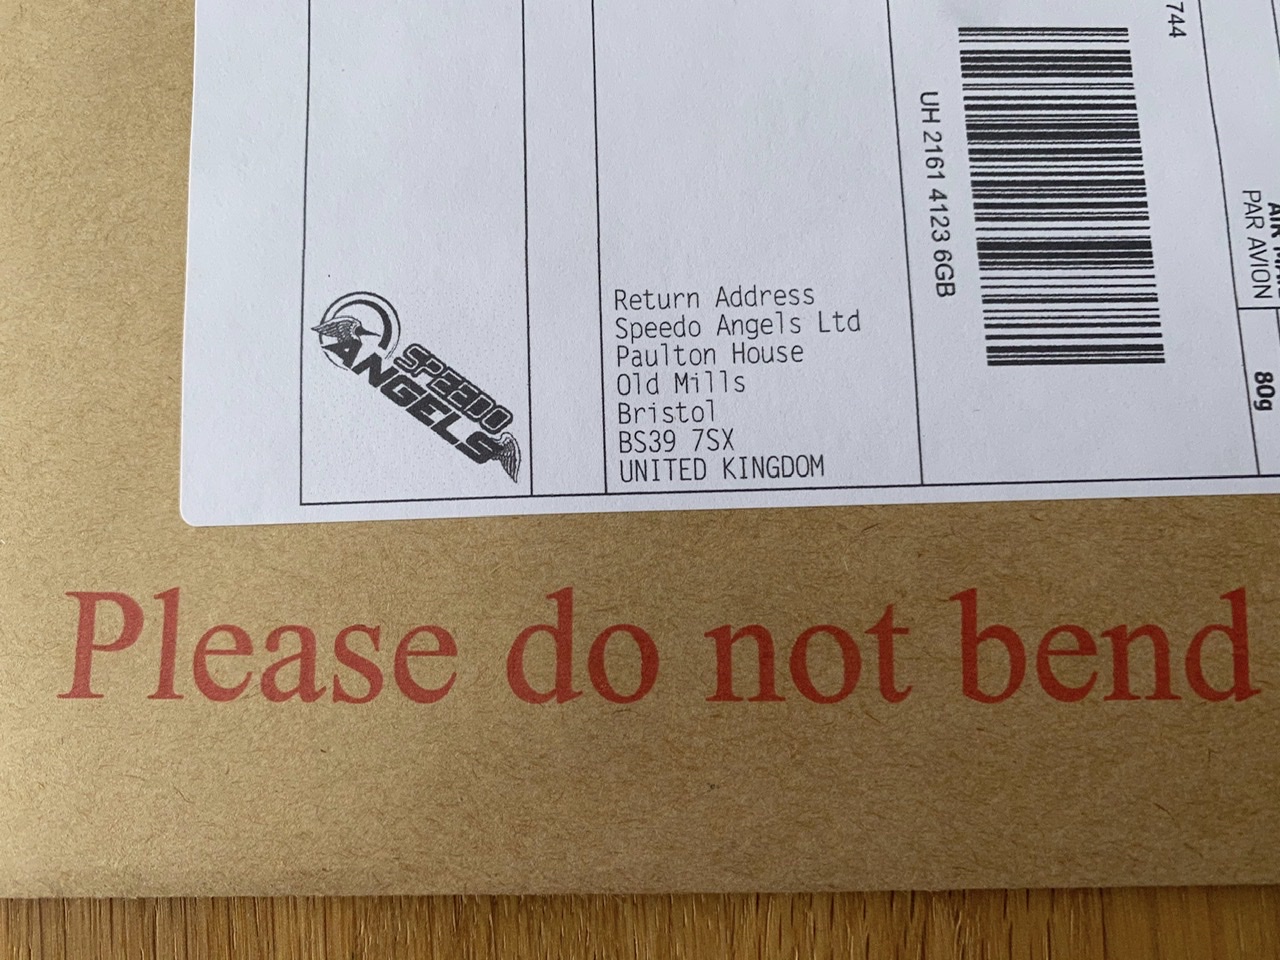 744
UH 2161 4123 6GB
PAR AVION
80g
SPEEDO
ANGELS
Return Address
Speedo Angels Ltd
Paulton House
Old Mills
Bristol
BS39 7SX
UNITED KINGDOM
Please do not bend